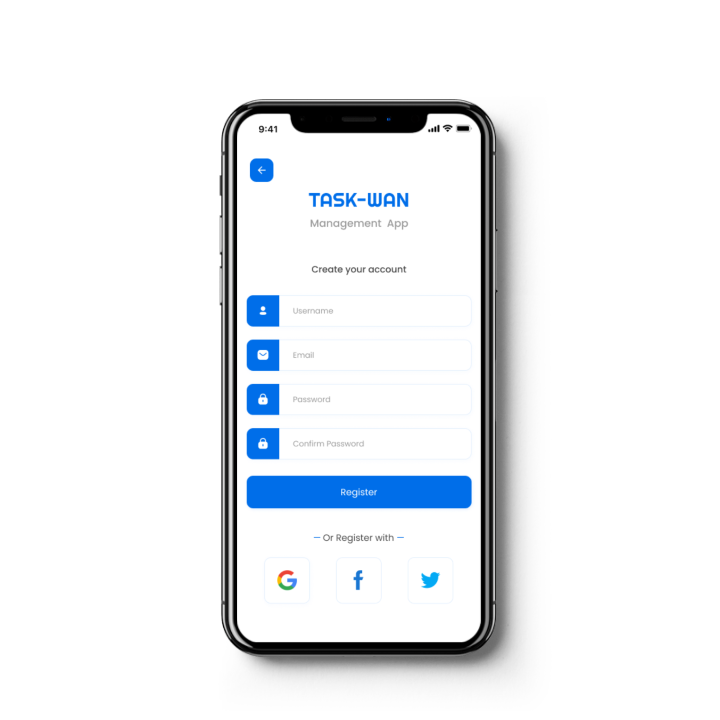 9:41
TASK-WAN
Management App
Create your account
Username
Email
Password
Confirm Password
Register
— Or Register with —